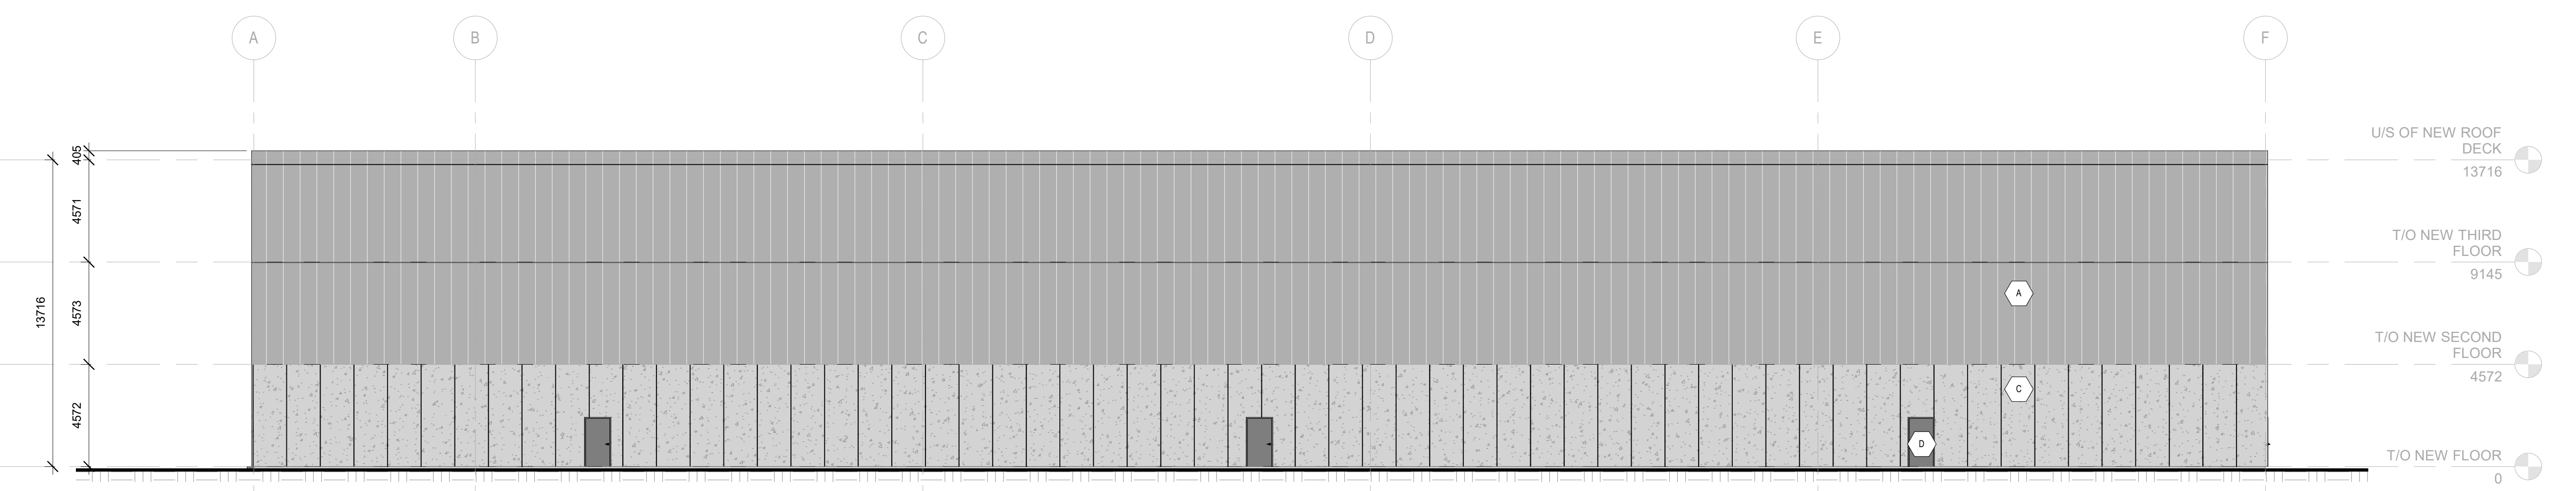 A
B
C
D
E
F
U/S OF NEW ROOF
DECK
13716
T/O NEW THIRD
FLOOR
9145
T/O NEW SECOND
FLOOR
4572
T/O NEW FLOOR
0
405
4571
4573
4572
13716
A
C
D